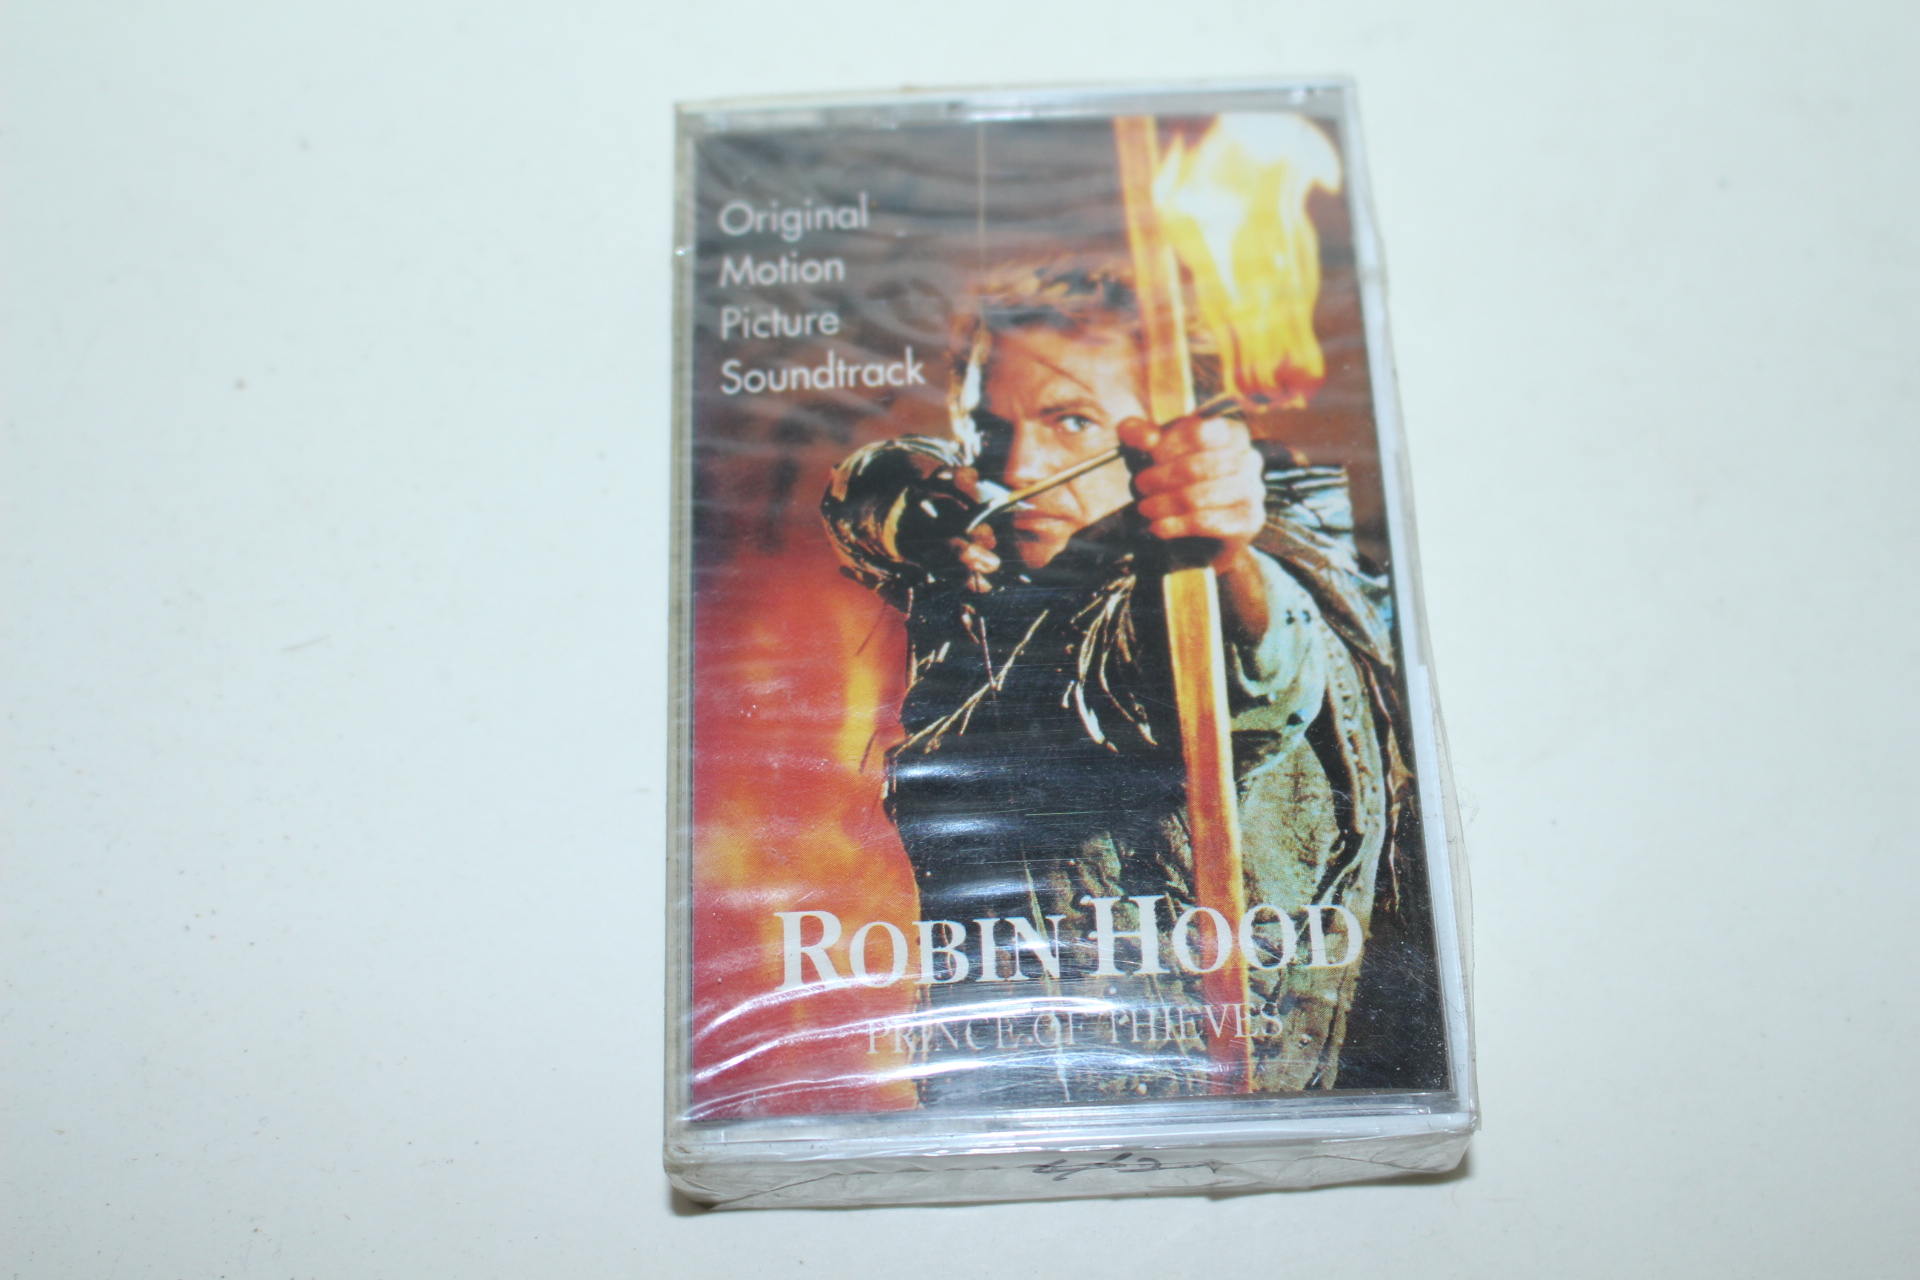 Original
Motion
Picture
Soundtrack
ROBIN HOOD
PRINCE OF THIEVES